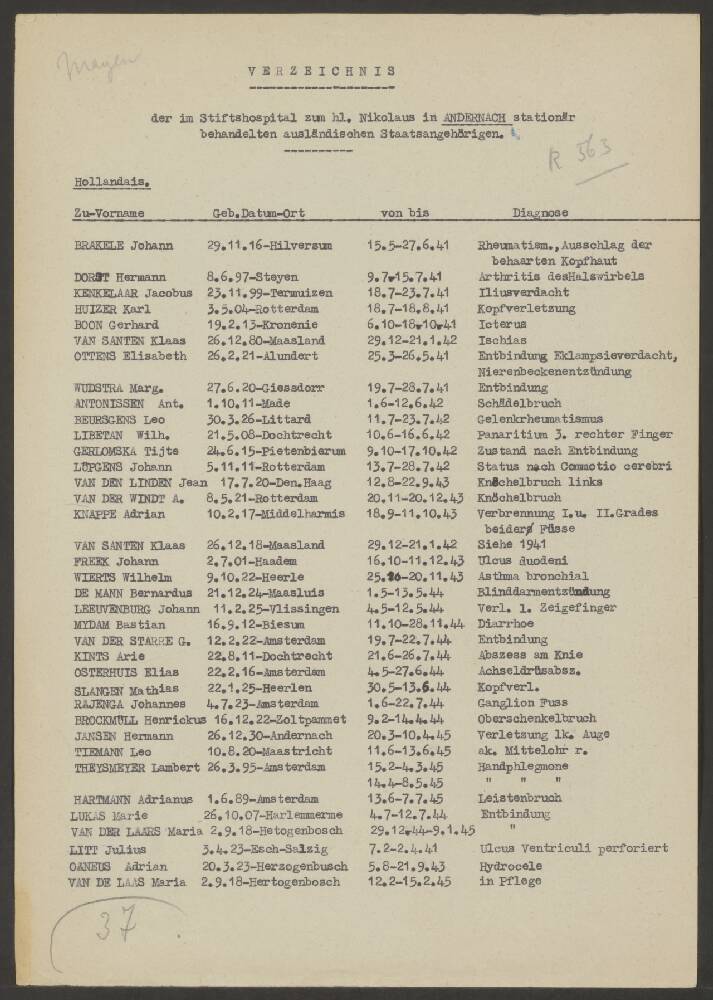 Mayen
VERZEICHNIS
der im Stiftshospital zum hl. Nikolaus in ANDERNACH stationär
behandelten ausländischen Staatsangehörigen.
R 363
Hollandais.
Zu-Vorname Geb.Datum-Ort von bis Diagnose
BRAKELE Johann 29.11.16-Hilversum 15.5-27.6.41 Rheumatism.,Ausschlag der
behaarten Kopfhaut
DORST Hermann 8.6.97-Steyen 9.7-15.7.41 Arthritis desHalswirbels
KENKELAAR Jacobus 23.11.99-Termuizen 18.7-23.7.41 Iliusverdacht
HUIZER Karl 3.5.04-Rotterdam 18.7-18.8.41 Kopfverletzung
BOON Gerhard 19.2.13-Kronenie 6.10-18.10.41 Icterus
VAN SANTEN Klaas 26.12.80-Maasland 29.12-21.1.42 Ischias
OTTENS Elisabeth 26.2.21-Alundert 25.3-26.5.41 Entbindung Eklampsieverdacht,
Nierenbeckenentzündung
WUDSTRA Marg. 27.6.20-Giessdorr 19.7-28.7.41 Entbindung
ANTONISSEN Ant. 1.10.11-Made 1.6-12.6.42 Schädelbruch
BEURSGENS Leo 30.3.26-Littard 11.7-23.7.42 Gelenkrheumatismus
LIBETAN Wilh. 21.5.08-Dochtrecht 10.6-16.6.42 Panaritium 3. rechter Finger
GERLOMSKA Tijte 24.6.15-Pietenbierum 9.10-17.10.42 Zustand nach Entbindung
LÜPGENS Johann 5.11.11-Rotterdam 13.7-28.7.42 Status nach Commotio cerebri
VAN DEN LINDEN Jean 17.7.20-Den.Haag 12.8-22.9.43 Knöchelbruch links
VAN DER WINDT A. 8.5.21-Rotterdam 20.11-20.12.43 Knöchelbruch
KNAPPE Adrian 10.2.17-Middelharmis 18.9-11.10.43 Verbrennung I.u. II.Grades
beider Füsse
VAN SANTEN Klaas 26.12.18-Maasland 29.12-21.1.42 Siehe 1941
FREEK Johann 2.7.01-Haadem 16.10-11.12.43 Ulcus duodeni
WIERTS Wilhelm 9.10.22-Heerle 25.10-20.11.43 Asthma bronchial
DE MANN Bernardus 21.12.24-Maasluis 1.5-13.5.44 Blinddarmentzündung
LEEUVENBURG Johann 11.2.25-Vlissingen 4.5-12.5.44 Verl. l. Zeigefinger
MYDAM Bastian 16.9.12-Biesum 11.10-28.11.44 Diarrhoe
VAN DER STARRE G. 12.2.22-Amsterdam 19.7-22.7.44 Entbindung
KINTS Arie 22.8.11-Dochtrecht 21.6-26.7.44 Abszess am Knie
OSTERHUIS Elias 22.2.16-Amsterdam 4.5-27.6.44 Achseldrüsabsz.
SLANGEN Mathias 22.1.25-Heerlen 30.5-13.6.44 Kopfverl.
RAJENGA Johannes 4.7.23-Amsterdam 1.6-22.7.44 Ganglion Fuss
BROCKMÜLL Henrickus 16.12.22-Zoltpammet 9.2-14.4.44 Oberschenkelbruch
JANSEN Hermann 26.12.30-Andernach 20.3-10.4.45 Verletzung lk. Auge
TIEMANN Leo 10.8.20-Maastricht 11.6-13.6.45 ak. Mittelohr r.
THEYSMEYER Lambert 26.3.95-Amsterdam 15.2-4.3.45 Handphlegmone
14.4-8.5.45 " " "
HARTMANN Adrianus 1.6.89-Amsterdam 13.6-7.7.45 Leistenbruch
LUKAS Marie 26.10.07-Harlemmerme 4.7-12.7.44 Entbindung
VAN DER LAARS Maria 2.9.18-Hetogenbosch 29.12.44-9.1.45 "
LITT Julius 3.4.23-Esch-Salzig 7.2-2.4.41 Ulcus Ventriculi perforiert
Adrian 20.3.23-Herzogenbusch 5.8-21.9.43 Hydrocele
VAN DE LAAS Maria 2.9.18-Hertogenbosch 12.2-15.2.45 in Pflege
37